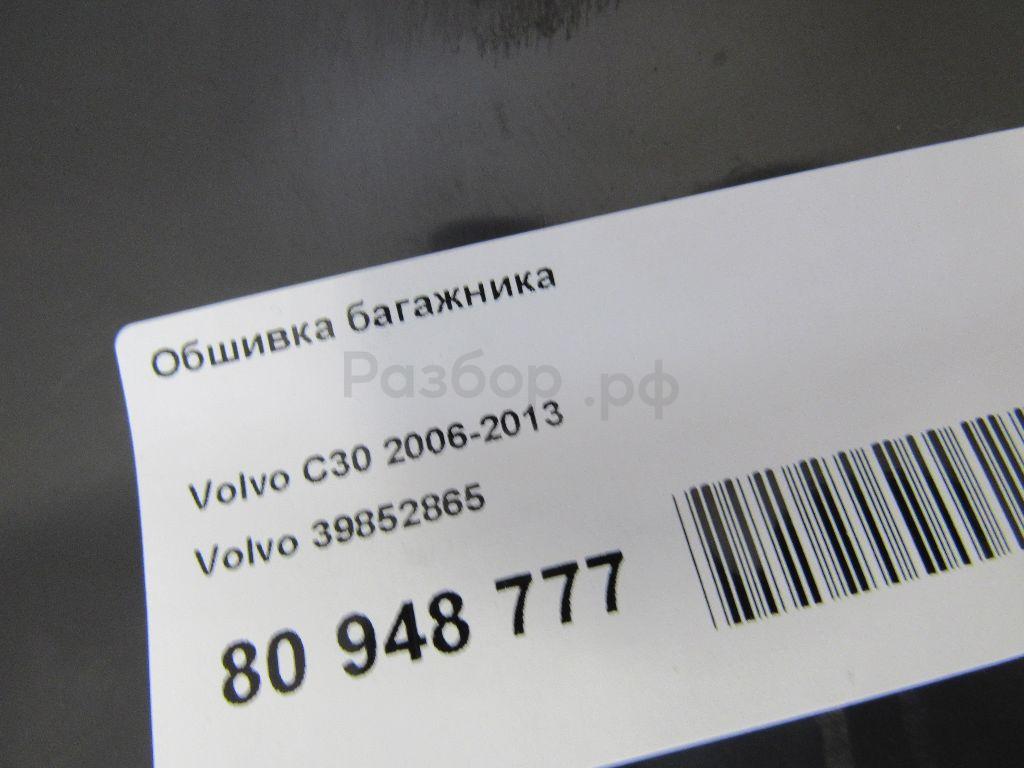 Обшивка багажника
Разбор.рф
Volvo C30 2006-2013
Volvo 39852865
80 948 777